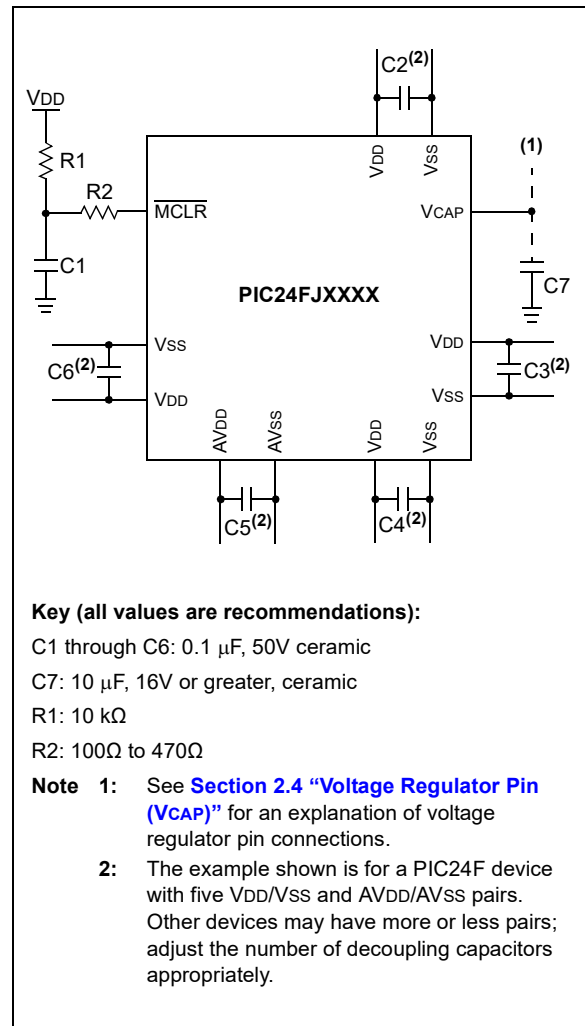 C2(2)
VDD
R1
R2
C1
MCLR
VDD
VSS
(1)
VCAP
C7
PIC24FJXXXX
VSS
C6(2)
VDD
VDD
C3(2)
VSS
AVDD
AVSS
VDD
VSS
C5(2)
C4(2)
Key (all values are recommendations):
C1 through C6: 0.1 μF, 50V ceramic
C7: 10 μF, 16V or greater, ceramic
R1: 10 kΩ
R2: 100Ω to 470Ω
Note 1: See Section 2.4 “Voltage Regulator Pin
(VCAP)” for an explanation of voltage
regulator pin connections.
2: The example shown is for a PIC24F device
with five VDD/VSS and AVDD/AVSS pairs.
Other devices may have more or less pairs;
adjust the number of decoupling capacitors
appropriately.